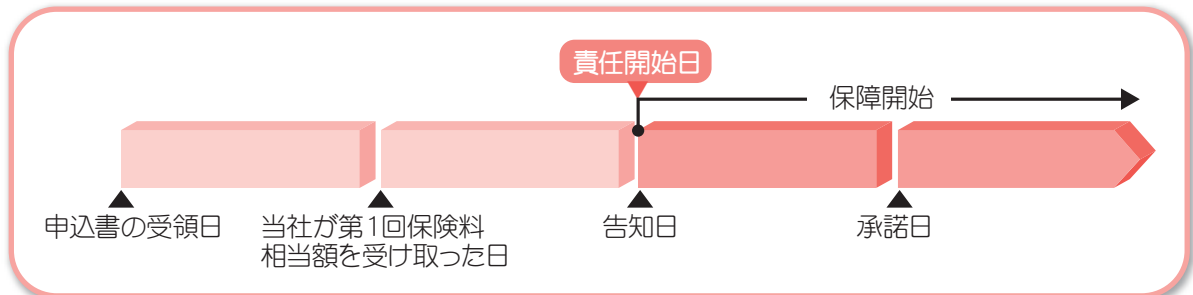 責任開始日
保障開始
申込書の受領日
当社が第1回保険料
相当額を受け取った日
告知日
承諾日